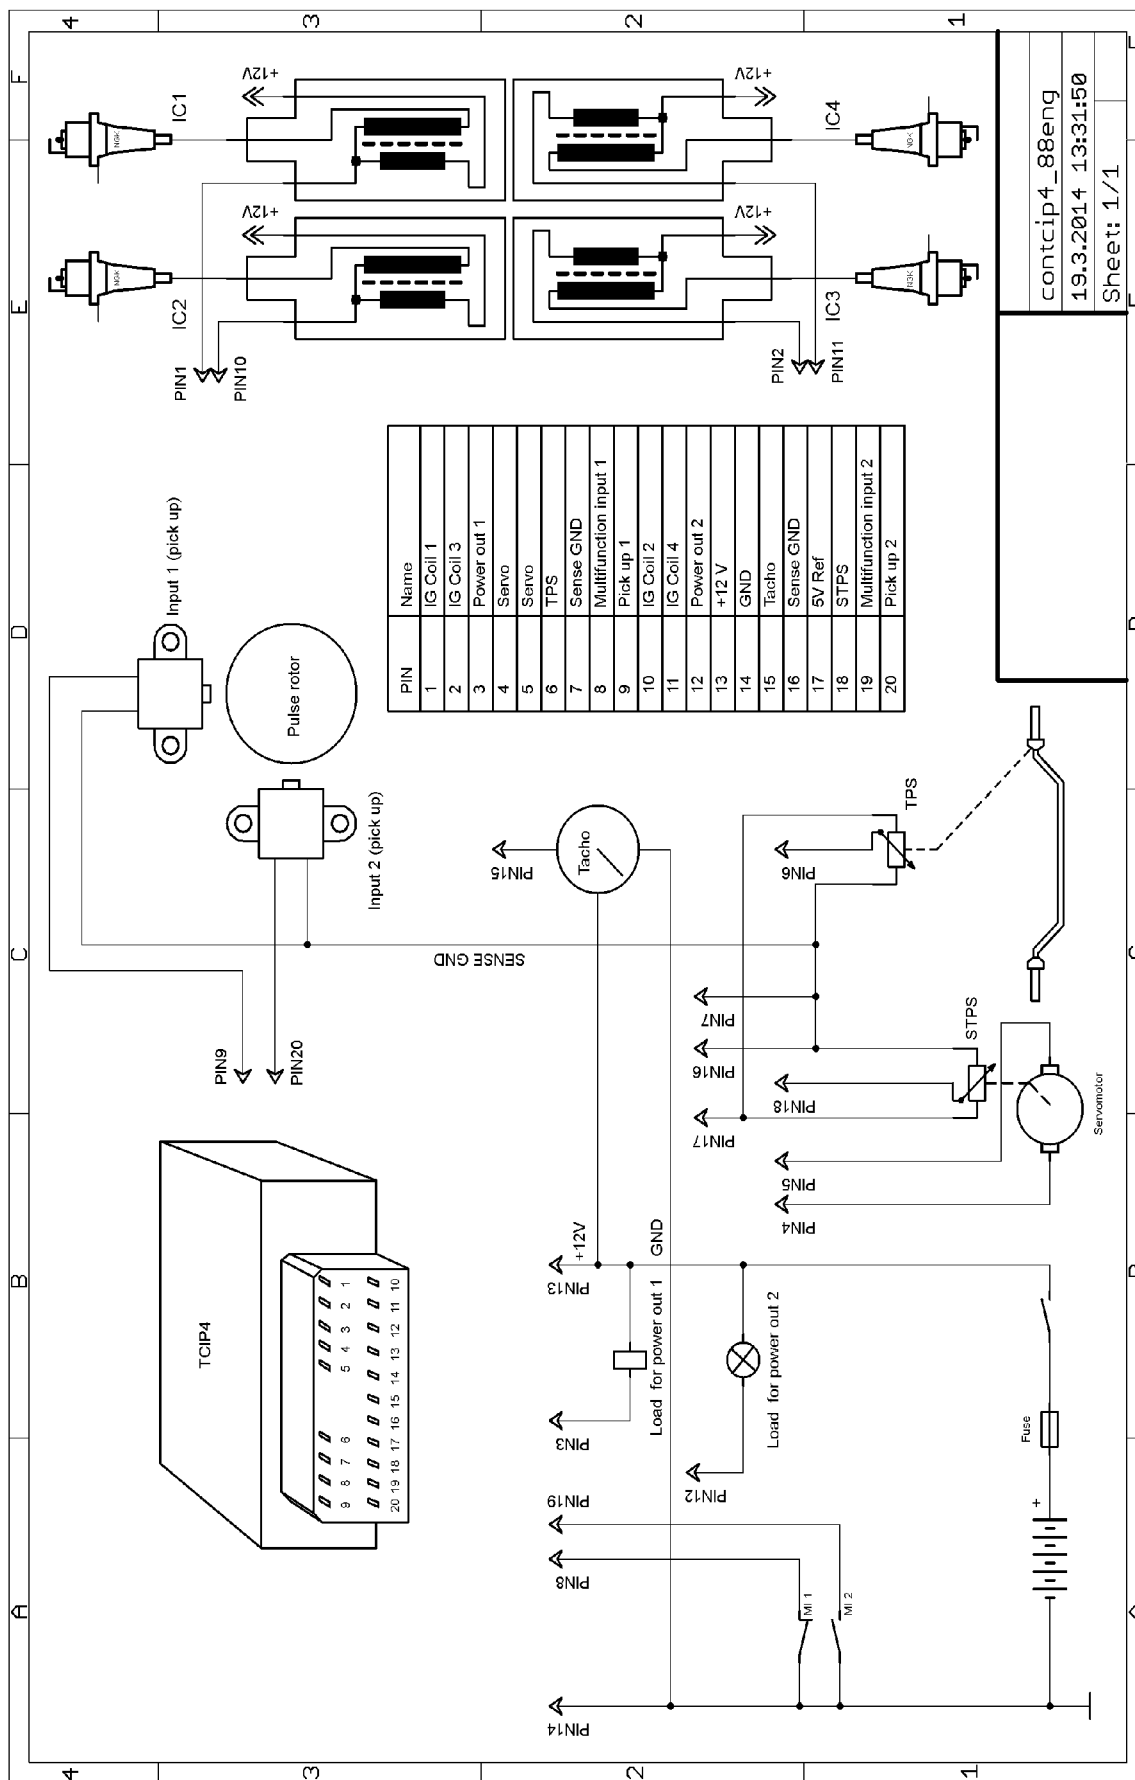 4
3
2
1
F
E
D
C
B
A
TCIP4
1 2 3 4 5 6 7 8 9
10 11 12 13 14 15 16 17 18 19 20
PIN9
PIN20
Input 1 (pick up)
Input 2 (pick up)
Pulse rotor
SENSE GND
PIN1
PIN10
IC2
IC1
+12V
+12V
NGK
NGK
PIN2
PIN11
IC3
IC4
+12V
+12V
NGK
NGK
PIN Name
1 IG Coil 1
2 IG Coil 3
3 Power out 1
4 Servo
5 Servo
6 TPS
7 Sense GND
8 Multifunction input 1
9 Pick up 1
10 IG Coil 2
11 IG Coil 4
12 Power out 2
13 +12 V
14 GND
15 Tacho
16 Sense GND
17 5V Ref
18 STPS
19 Multifunction input 2
20 Pick up 2
PIN14
PIN8
PIN19
PIN3
PIN13
+12V
GND
PIN15
Tacho
Load for power out 1
PIN12
Load for power out 2
PIN4
PIN5
PIN17
PIN18
PIN16
PIN7
PIN6
TPS
STPS
Servomotor
MI 1
MI 2
Fuse
+
contcip4_88eng
19.3.2014 13:31:50
Sheet: 1/1
4
3
2
1
F
E
D
C
B
A